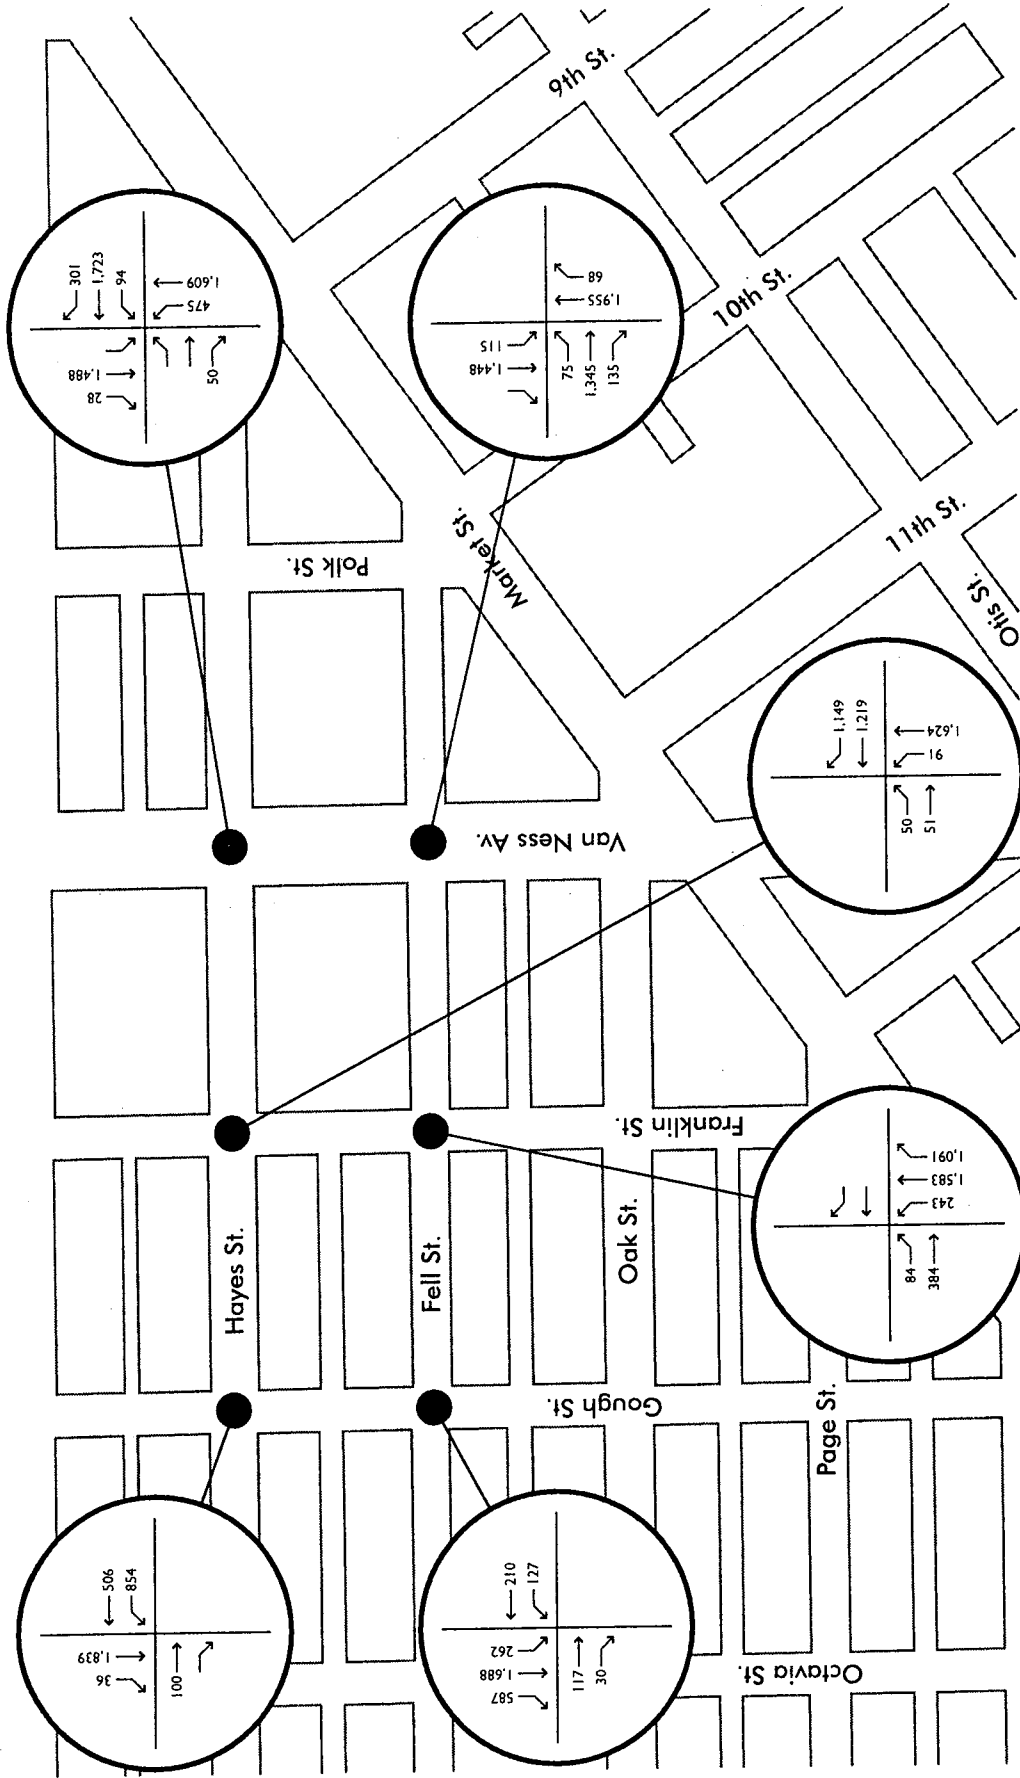 9th St.
301
1,723
94
1,609
475
1,488
28
50
68
1,955
115
1,448
75
1,345
135
10th St.
Market St.
Polk St.
11th St.
Otis St.
Van Ness Av.
1,149
1,219
1,624
91
50
51
Franklin St.
1,091
1,583
243
84
384
Hayes St.
Fell St.
Oak St.
Gough St.
Page St.
506
854
1,839
36
100
210
127
262
1,688
587
117
30
Octavia St.